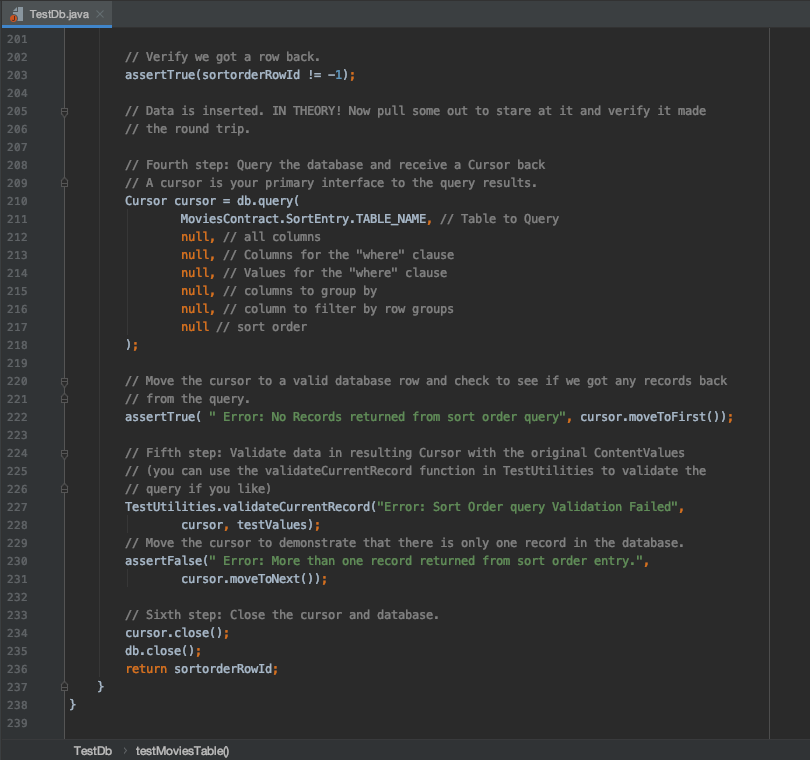 TestDb.java
201
202 // Verify we got a row back.
203 assertTrue(sortorderRowId != -1);
204
205 // Data is inserted. IN THEORY! Now pull some out to stare at it and verify it made
206 // the round trip.
207
208 // Fourth step: Query the database and receive a Cursor back
209 // A cursor is your primary interface to the query results.
210 Cursor cursor = db.query(
211 MoviesContract.SortEntry.TABLE_NAME, // Table to Query
212 null, // all columns
213 null, // Columns for the "where" clause
214 null, // Values for the "where" clause
215 null, // columns to group by
216 null, // column to filter by row groups
217 null // sort order
218 );
219
220 // Move the cursor to a valid database row and check to see if we got any records back
221 // from the query.
222 assertTrue( " Error: No Records returned from sort order query", cursor.moveToFirst());
223
224 // Fifth step: Validate data in resulting Cursor with the original ContentValues
225 // (you can use the validateCurrentRecord function in TestUtilities to validate the
226 // query if you like)
227 TestUtilities.validateCurrentRecord("Error: Sort Order query Validation Failed",
228 cursor, testValues);
229 // Move the cursor to demonstrate that there is only one record in the database.
230 assertFalse(" Error: More than one record returned from sort order entry.",
231 cursor.moveToNext());
232
233 // Sixth step: Close the cursor and database.
234 cursor.close();
235 db.close();
236 return sortorderRowId;
237 }
238 }
239
TestDb › testMoviesTable()